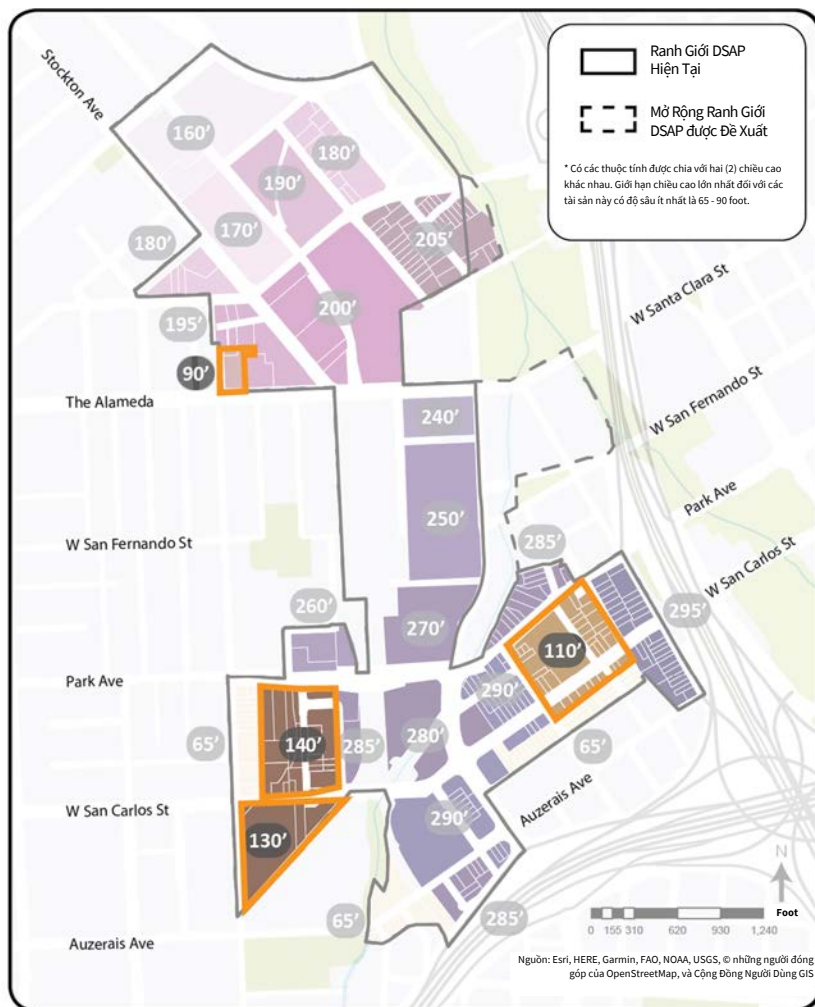 Ranh Giới DSAP
Hiện Tại
Mở Rộng Ranh Giới
DSAP được Đề Xuất
* Có các thuộc tính được chia với hai (2) chiều cao
khác nhau. Giới hạn chiều cao lớn nhất đối với các
tài sản này có độ sâu ít nhất là 65 - 90 foot.
Stockton Ave
160’
180’
190’
170’
205’
180’
200’
195’
90’
The Alameda
W Santa Clara St
W San Fernando St
Park Ave
W San Carlos St
240’
250’
W San Fernando St
285’
260’
270’
295’
110’
Park Ave
290’
65’
140’
285’
280’
65’
W San Carlos St
Auzerais Ave
290’
130’
65’
285’
Auzerais Ave
N
Foot
0 155 310 620 930 1,240
Nguồn: Esri, HERE, Garmin, FAO, NOAA, USGS, © những người đóng
góp của OpenStreetMap, và Cộng Đồng Người Dùng GIS